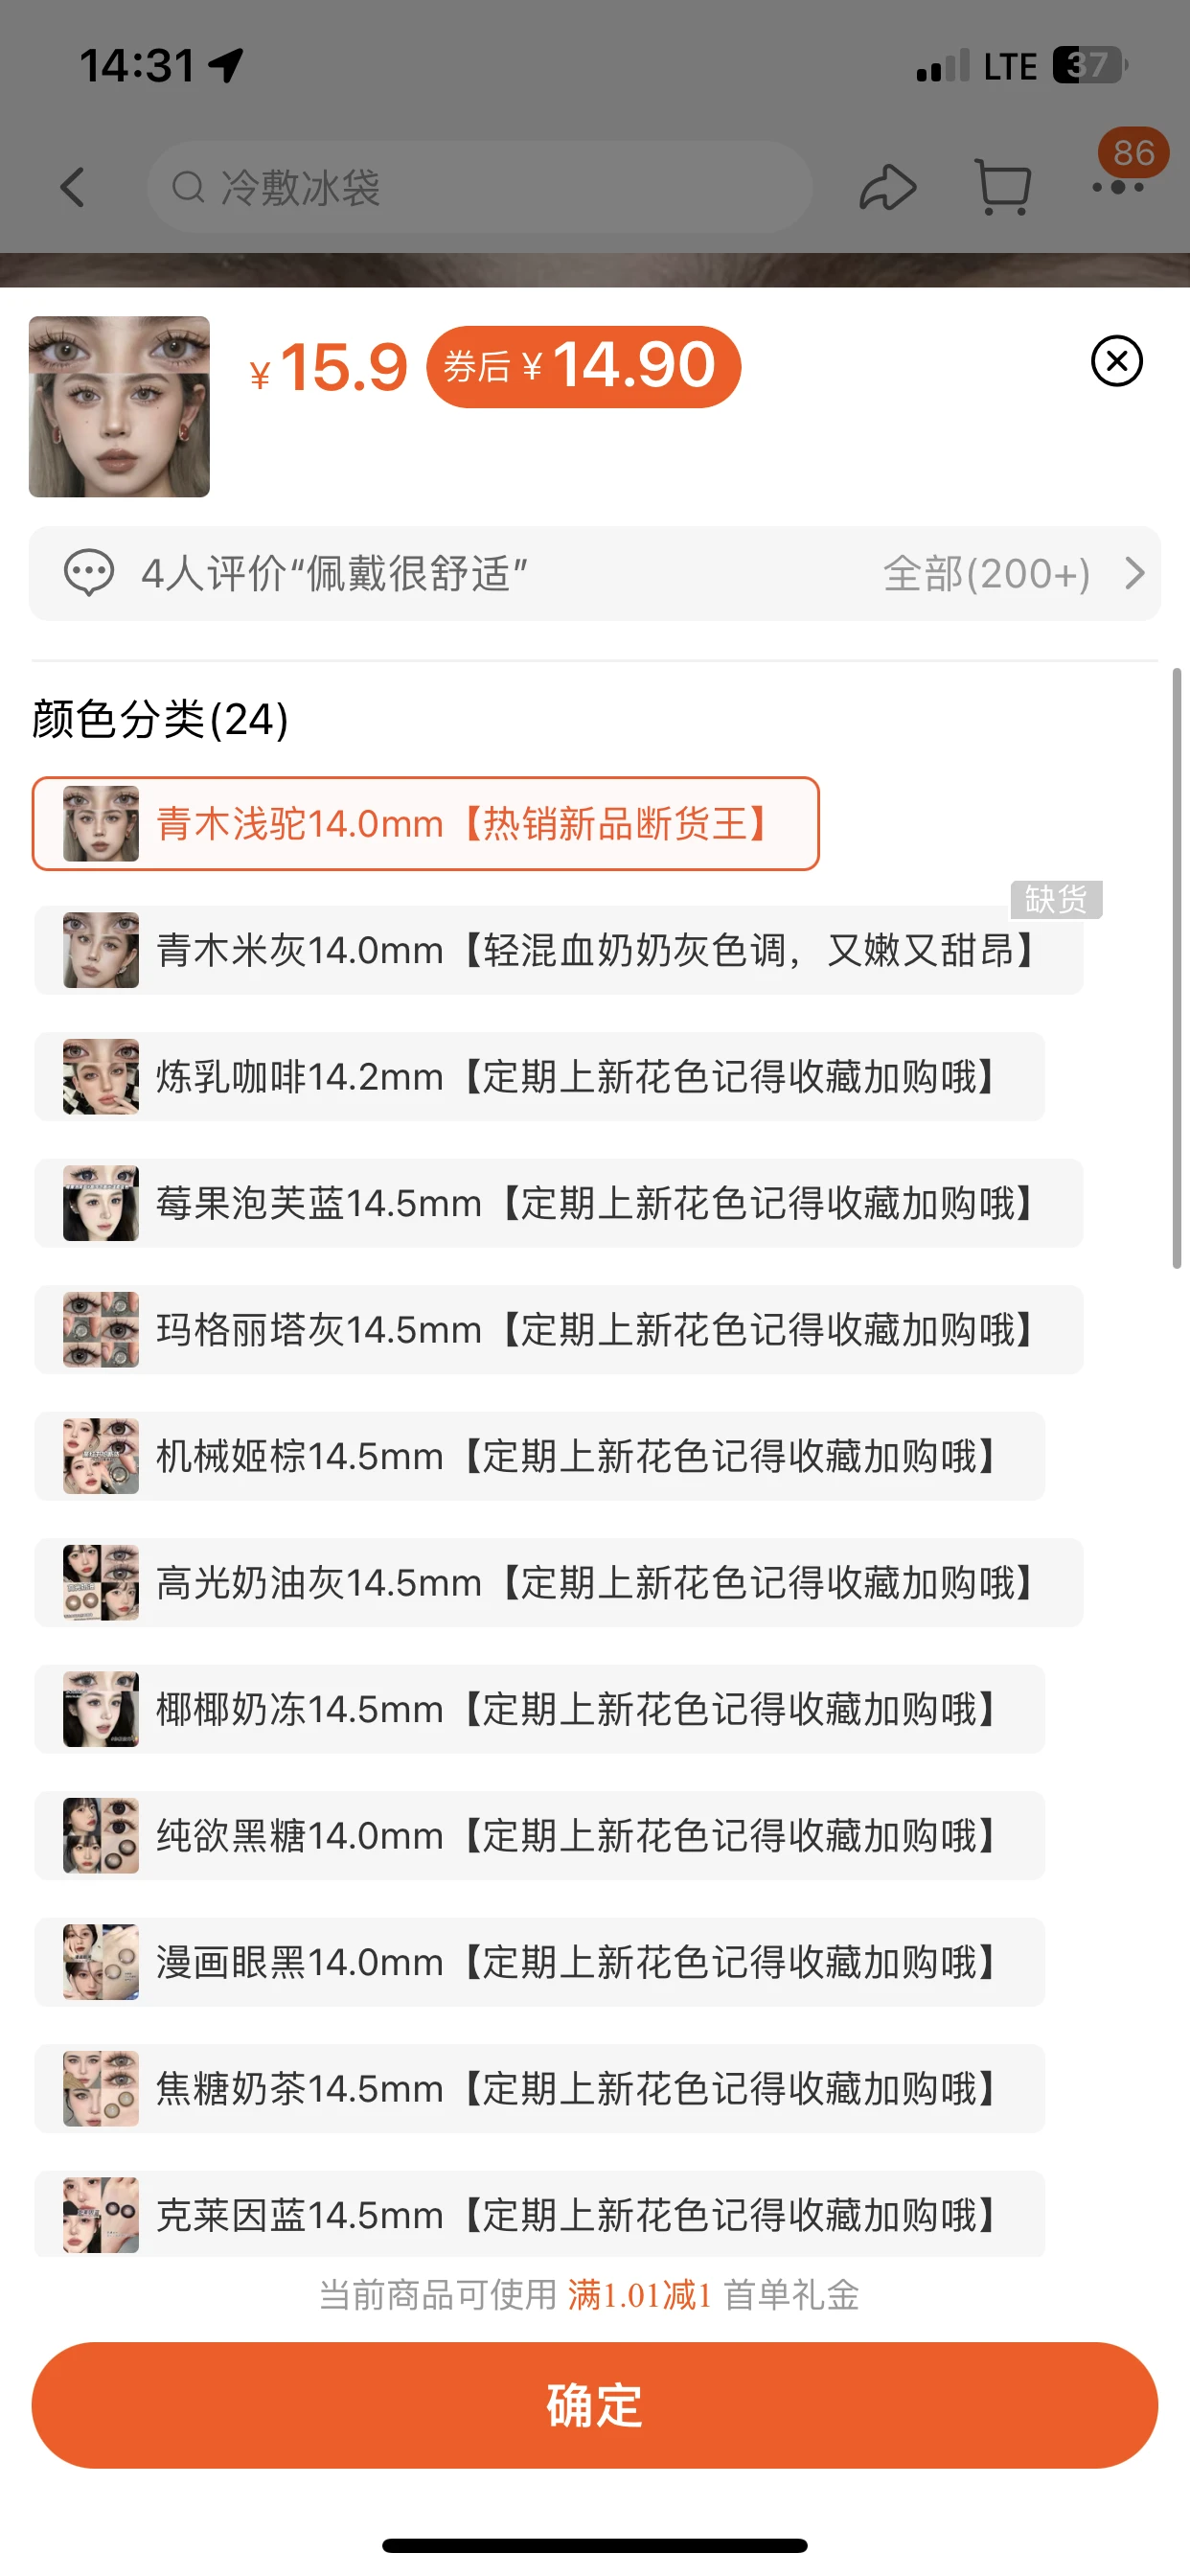 14:31
LTE 37
冷敷冰袋
86
¥ 15.9 券后 ¥ 14.90
4人评价“佩戴很舒适”
全部(200+)
颜色分类(24)
青木浅驼14.0mm【热销新品断货王】
缺货
青木米灰14.0mm【轻混血奶奶灰色调，又嫩又甜昂】
炼乳咖啡14.2mm【定期上新花色记得收藏加购哦】
莓果泡芙蓝14.5mm【定期上新花色记得收藏加购哦】
玛格丽塔灰14.5mm【定期上新花色记得收藏加购哦】
机械姬棕14.5mm【定期上新花色记得收藏加购哦】
高光奶油灰14.5mm【定期上新花色记得收藏加购哦】
椰椰奶冻14.5mm【定期上新花色记得收藏加购哦】
纯欲黑糖14.0mm【定期上新花色记得收藏加购哦】
漫画眼黑14.0mm【定期上新花色记得收藏加购哦】
焦糖奶茶14.5mm【定期上新花色记得收藏加购哦】
克莱因蓝14.5mm【定期上新花色记得收藏加购哦】
当前商品可使用 满1.01减1 首单礼金
确定